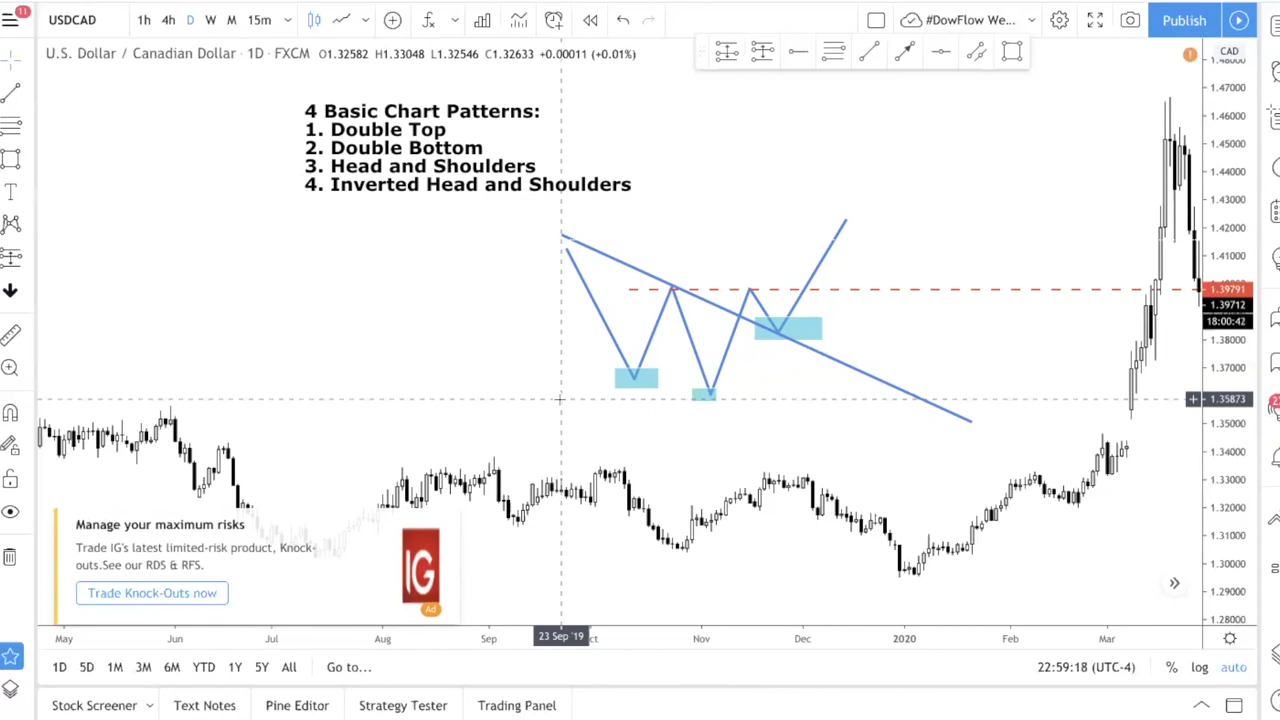 11
USDCAD
1h 4h D W M 15m
#DowFlow We...
Publish
U.S. Dollar / Canadian Dollar · 1D · FXCM O1.32582 H1.33048 L1.32546 C1.32633 +0.00011 (+0.01%)
CAD
4 Basic Chart Patterns:
1. Double Top
2. Double Bottom
3. Head and Shoulders
4. Inverted Head and Shoulders
1.48000
1.47000
1.46000
1.45000
1.44000
1.43000
1.42000
1.41000
1.39791
1.39712
18:00:42
1.38000
1.37000
1.35873
1.35000
1.34000
1.33000
1.32000
1.31000
1.30000
1.29000
1.28000
Manage your maximum risks
Trade IG's latest limited-risk product, Knock-
outs.See our RDS & RFS.
Trade Knock-Outs now
IG
Ad
May Jun Jul Aug Sep 23 Sep '19 ct Nov Dec 2020 Feb Mar
1D 5D 1M 3M 6M YTD 1Y 5Y All Go to...
22:59:18 (UTC-4) % log auto
Stock Screener Text Notes Pine Editor Strategy Tester Trading Panel